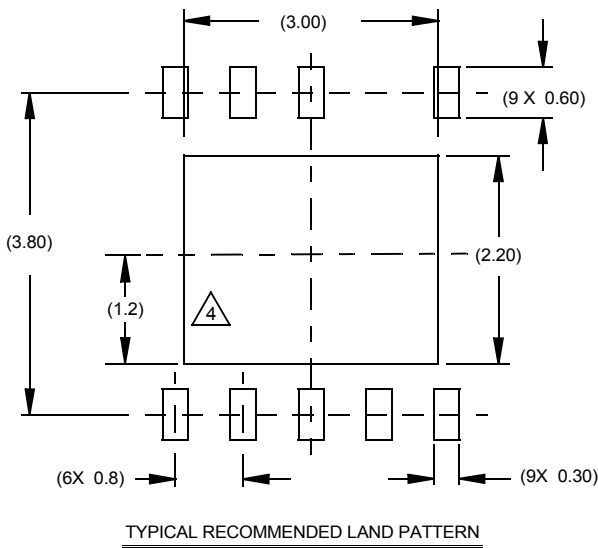 (3.00)
(9 X 0.60)
(3.80)
(2.20)
(1.2)
4
(6X 0.8)
(9X 0.30)
TYPICAL RECOMMENDED LAND PATTERN